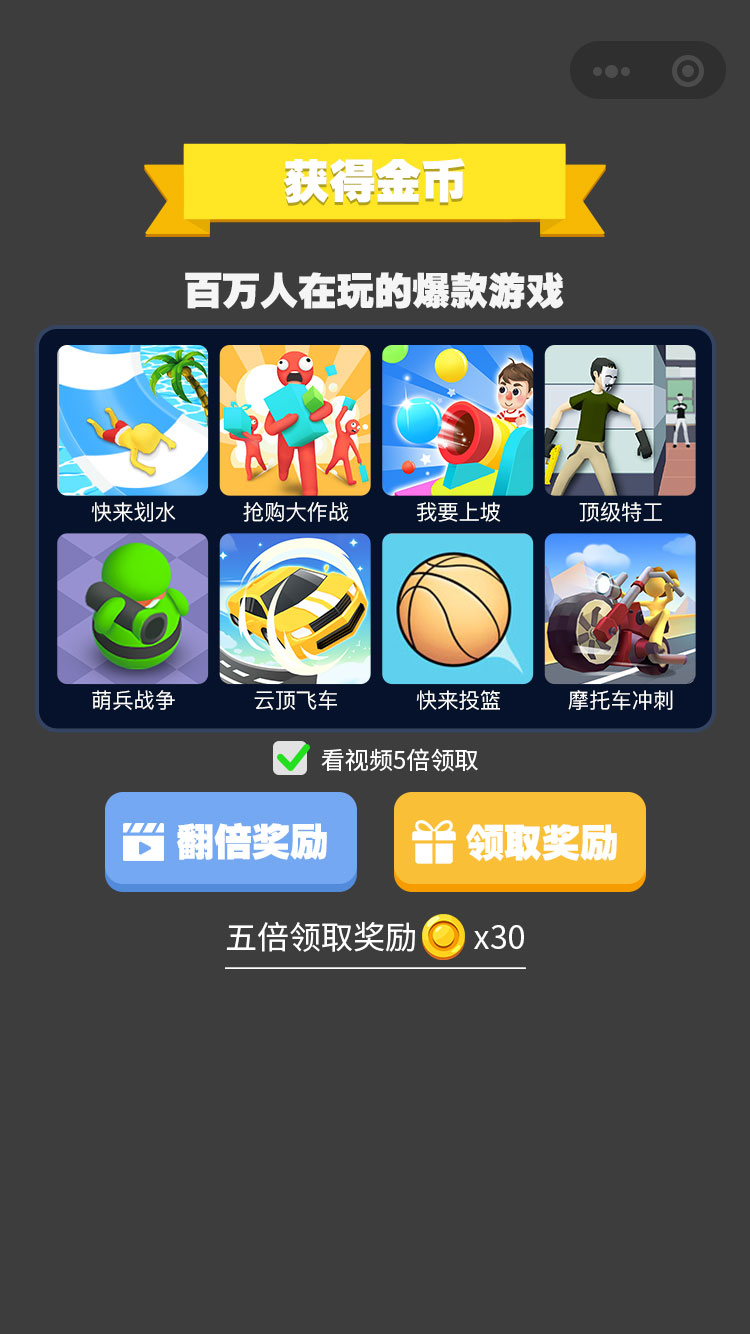 获得金币
百万人在玩的爆款游戏
快来划水 抢购大作战 我要上坡 顶级特工
萌兵战争 云顶飞车 快来投篮 摩托车冲刺
看视频5倍领取
翻倍奖励 领取奖励
五倍领取奖励 x30